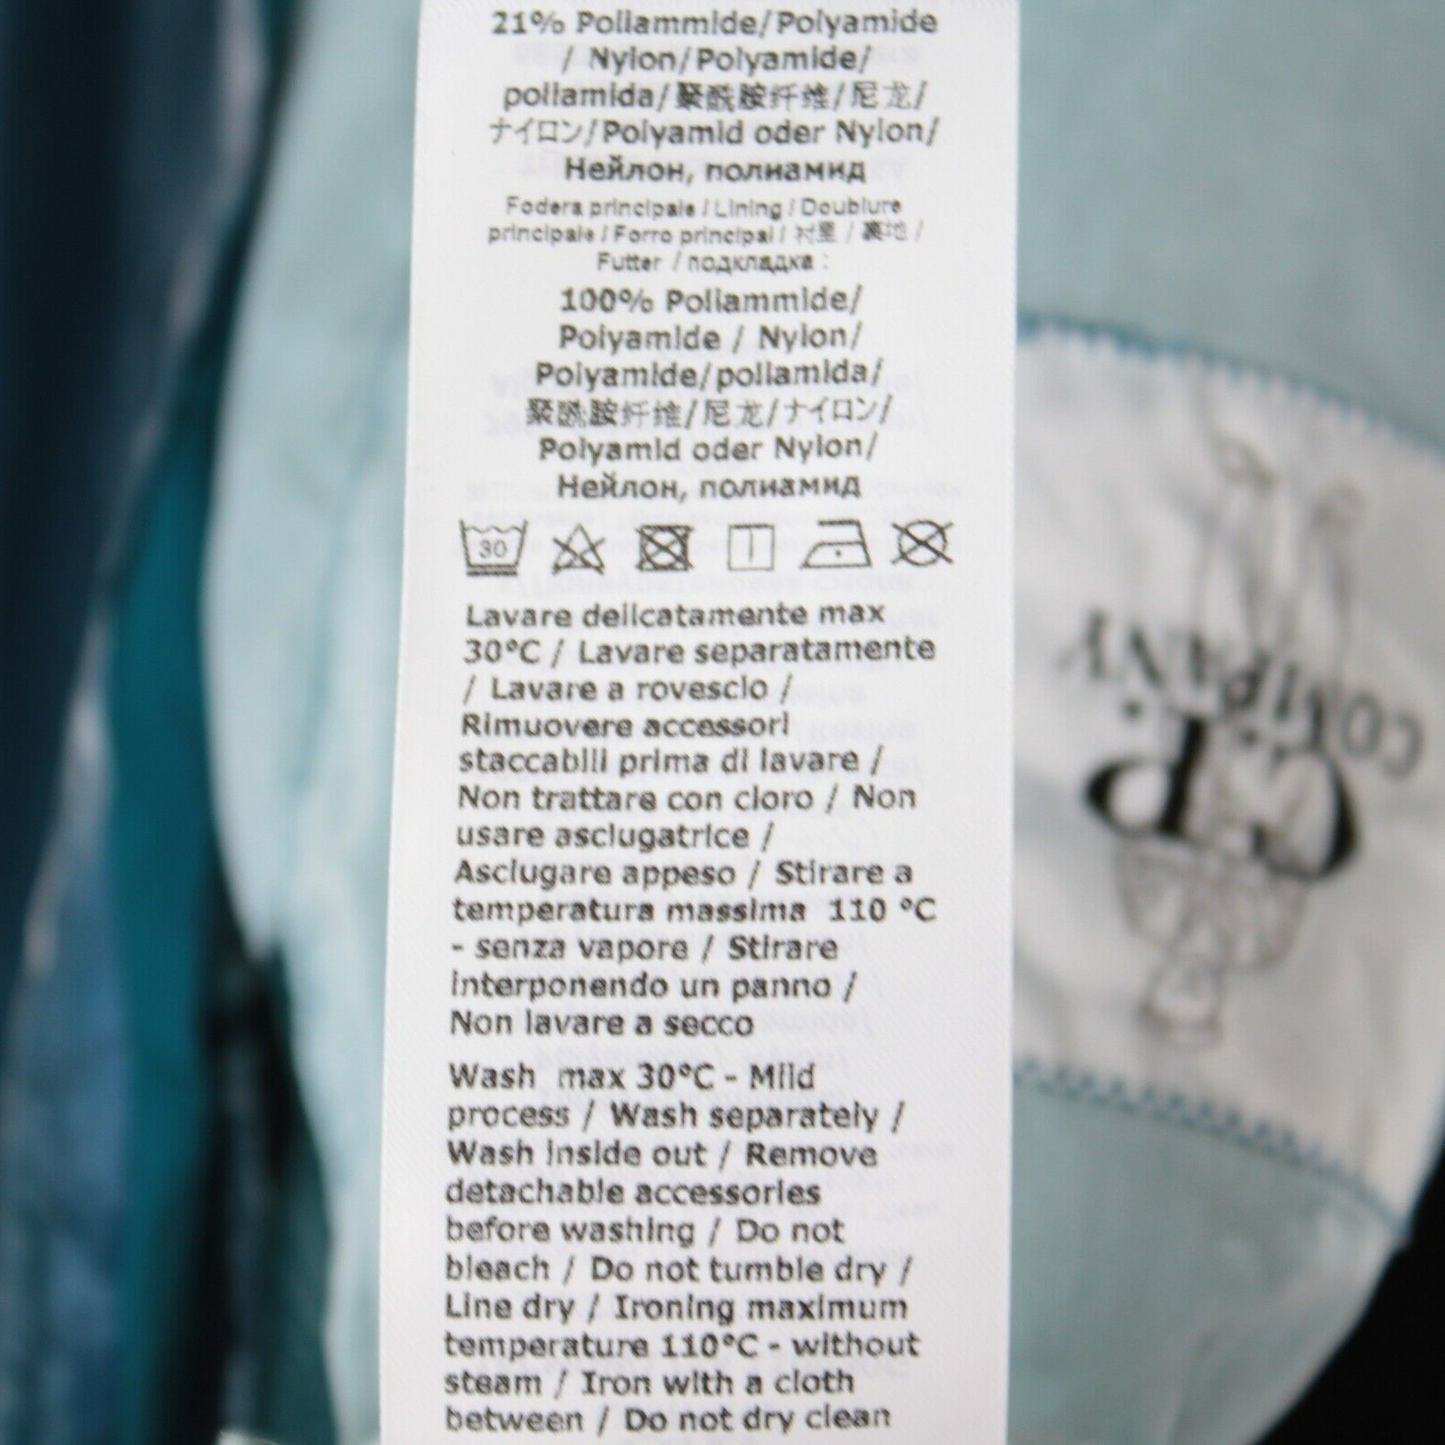 21% Poliammide/Polyamide
/ Nylon/Polyamide/
poliamida/聚酰胺纤维/尼龙/
ナイロン/Polyamid oder Nylon/
Нейлон, полиамид
Fodera principale / Lining / Doublure
principale / Forro principal / 衬里 / 裏地 /
Futter / подкладка :
100% Poliammide/
Polyamide / Nylon/
Polyamide/poliamida/
聚酰胺纤维/尼龙/ナイロン/
Polyamid oder Nylon/
Нейлон, полиамид
30
Lavare delicatamente max
30°C / Lavare separatamente
/ Lavare a rovescio /
Rimuovere accessori
staccabili prima di lavare /
Non trattare con cloro / Non
usare asciugatrice /
Asciugare appeso / Stirare a
temperatura massima 110 °C
- senza vapore / Stirare
interponendo un panno /
Non lavare a secco
Wash max 30°C - Mild
process / Wash separately /
Wash inside out / Remove
detachable accessories
before washing / Do not
bleach / Do not tumble dry /
Line dry / Ironing maximum
temperature 110°C - without
steam / Iron with a cloth
between / Do not dry clean
C.P.
COMPANY